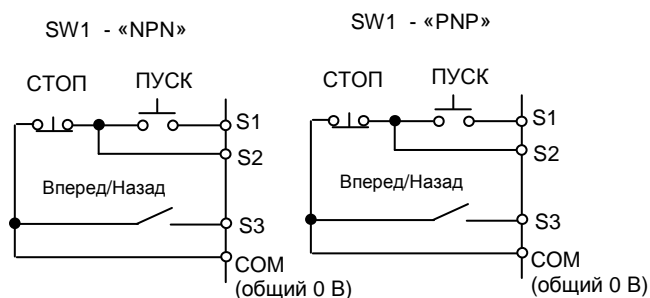 SW1 - «NPN»
СТОП ПУСК
S1
S2
Вперед/Назад
S3
COM
(общий 0 В)
SW1 - «PNP»
СТОП ПУСК
S1
S2
Вперед/Назад
S3
COM
(общий 0 В)